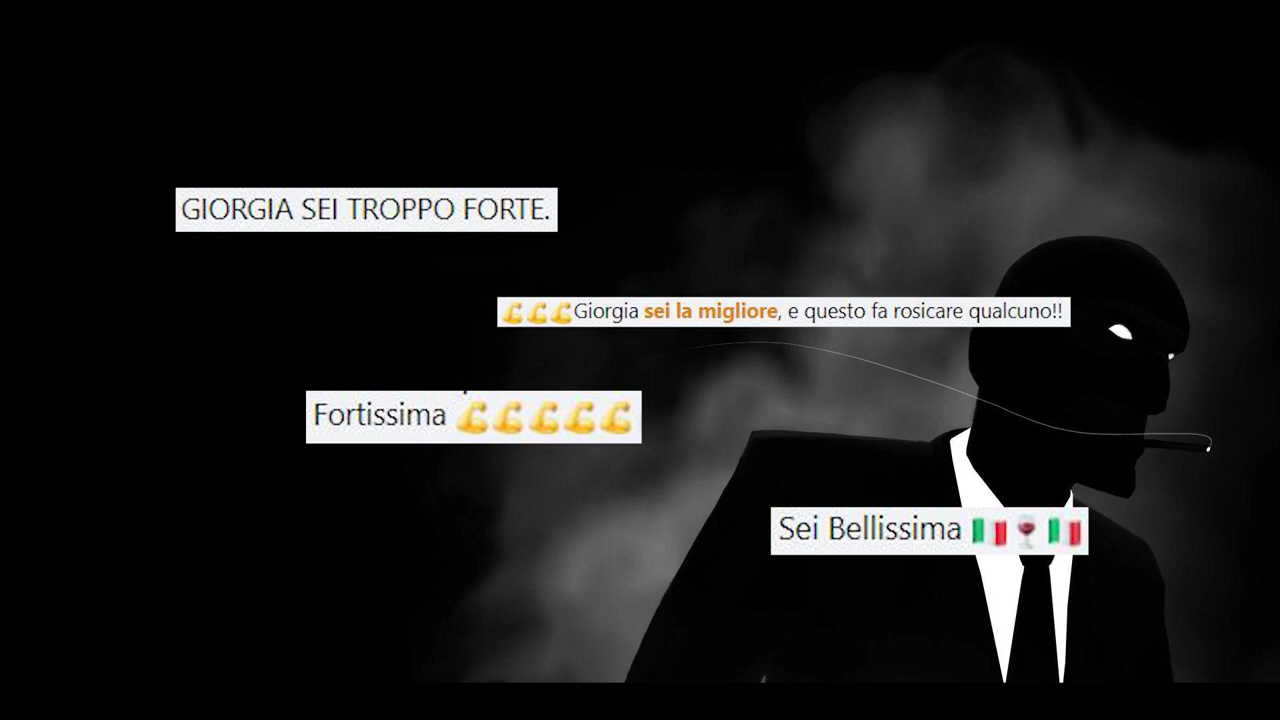 GIORGIA SEI TROPPO FORTE.
💪💪💪Giorgia sei la migliore, e questo fa rosicare qualcuno!!
Fortissima 💪💪💪💪💪
Sei Bellissima 🇮🇹🍷🇮🇹